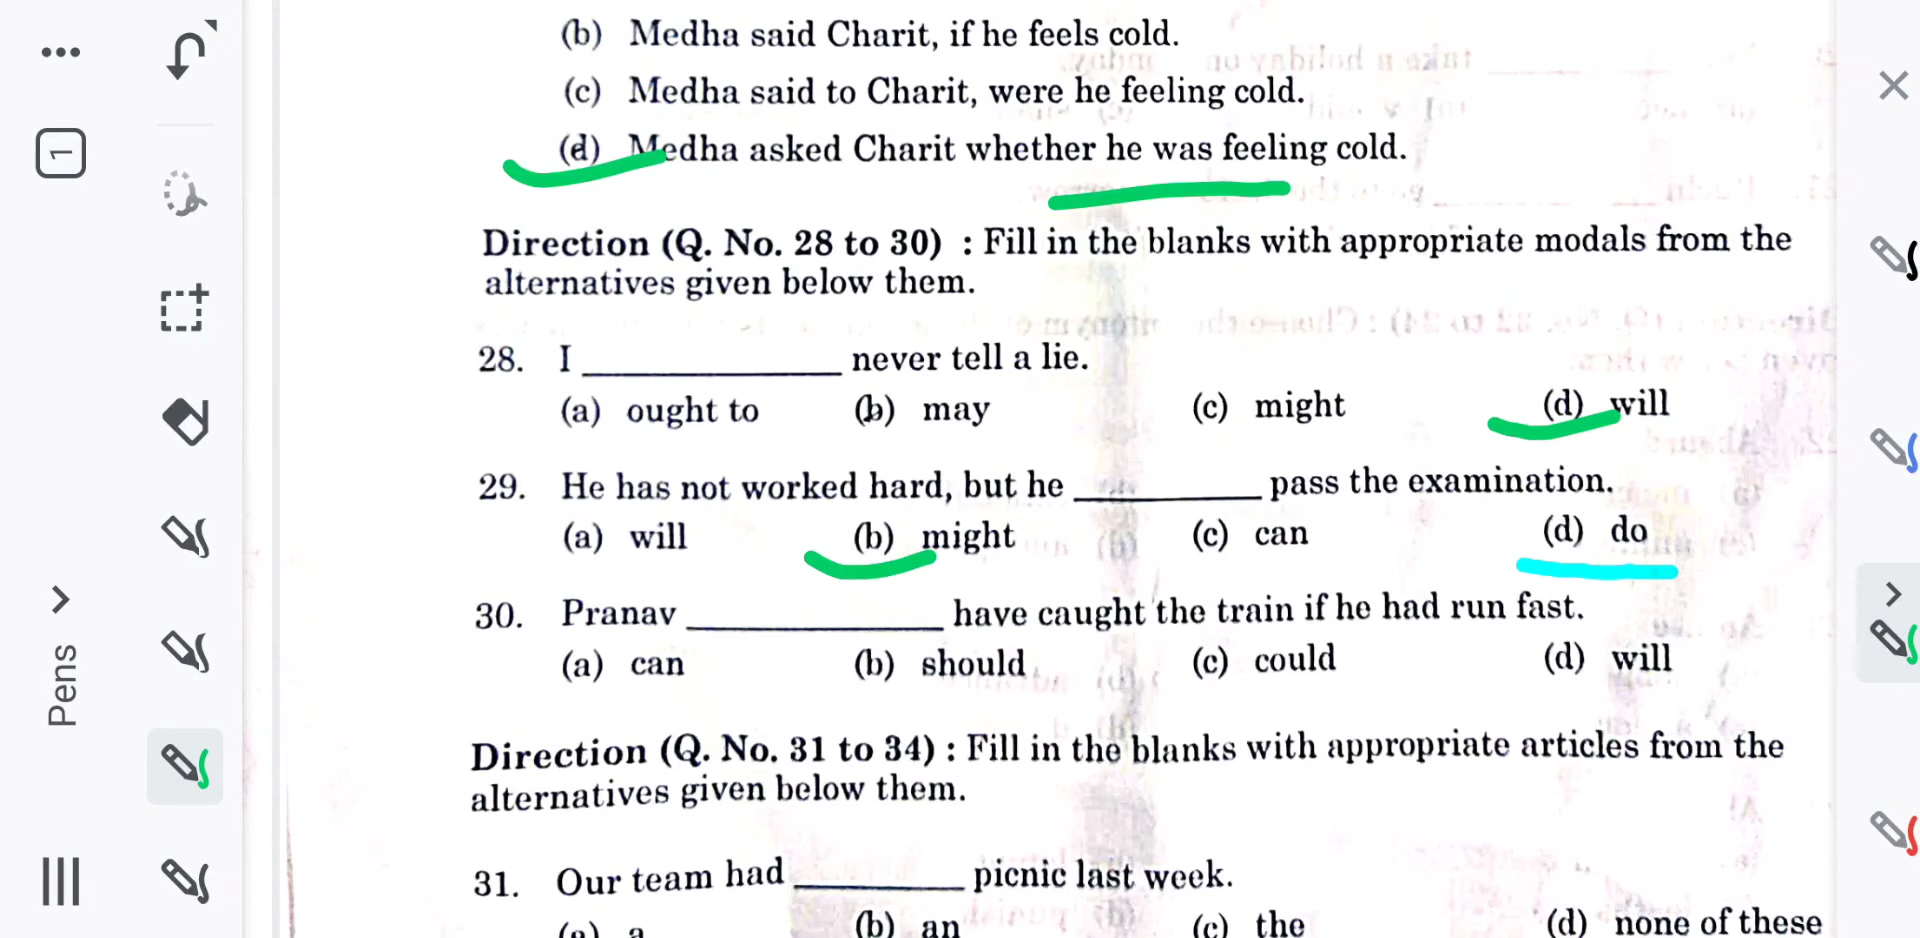 (b) Medha said Charit, if he feels cold.
(c) Medha said to Charit, were he feeling cold.
(d) Medha asked Charit whether he was feeling cold.
Direction (Q. No. 28 to 30) : Fill in the blanks with appropriate modals from the
alternatives given below them.
28. I ____________ never tell a lie.
(a) ought to (b) may (c) might (d) will
29. He has not worked hard, but he _________ pass the examination.
(a) will (b) might (c) can (d) do
30. Pranav ____________ have caught the train if he had run fast.
(a) can (b) should (c) could (d) will
Direction (Q. No. 31 to 34) : Fill in the blanks with appropriate articles from the
alternatives given below them.
31. Our team had ________ picnic last week.
(a) a (b) an (c) the (d) none of these
1
Pens